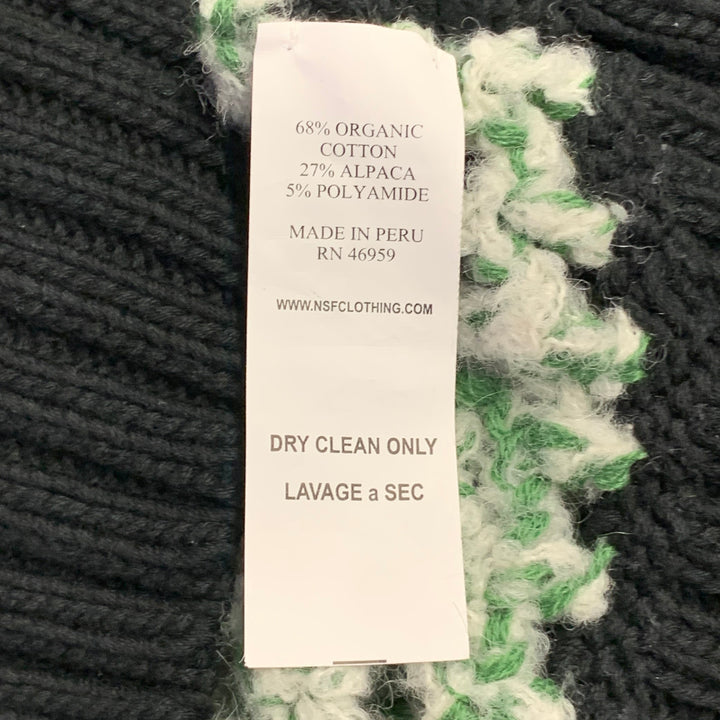 68% ORGANIC
COTTON
27% ALPACA
5% POLYAMIDE
MADE IN PERU
RN 46959
WWW.NSFCLOTHING.COM
DRY CLEAN ONLY
LAVAGE a SEC